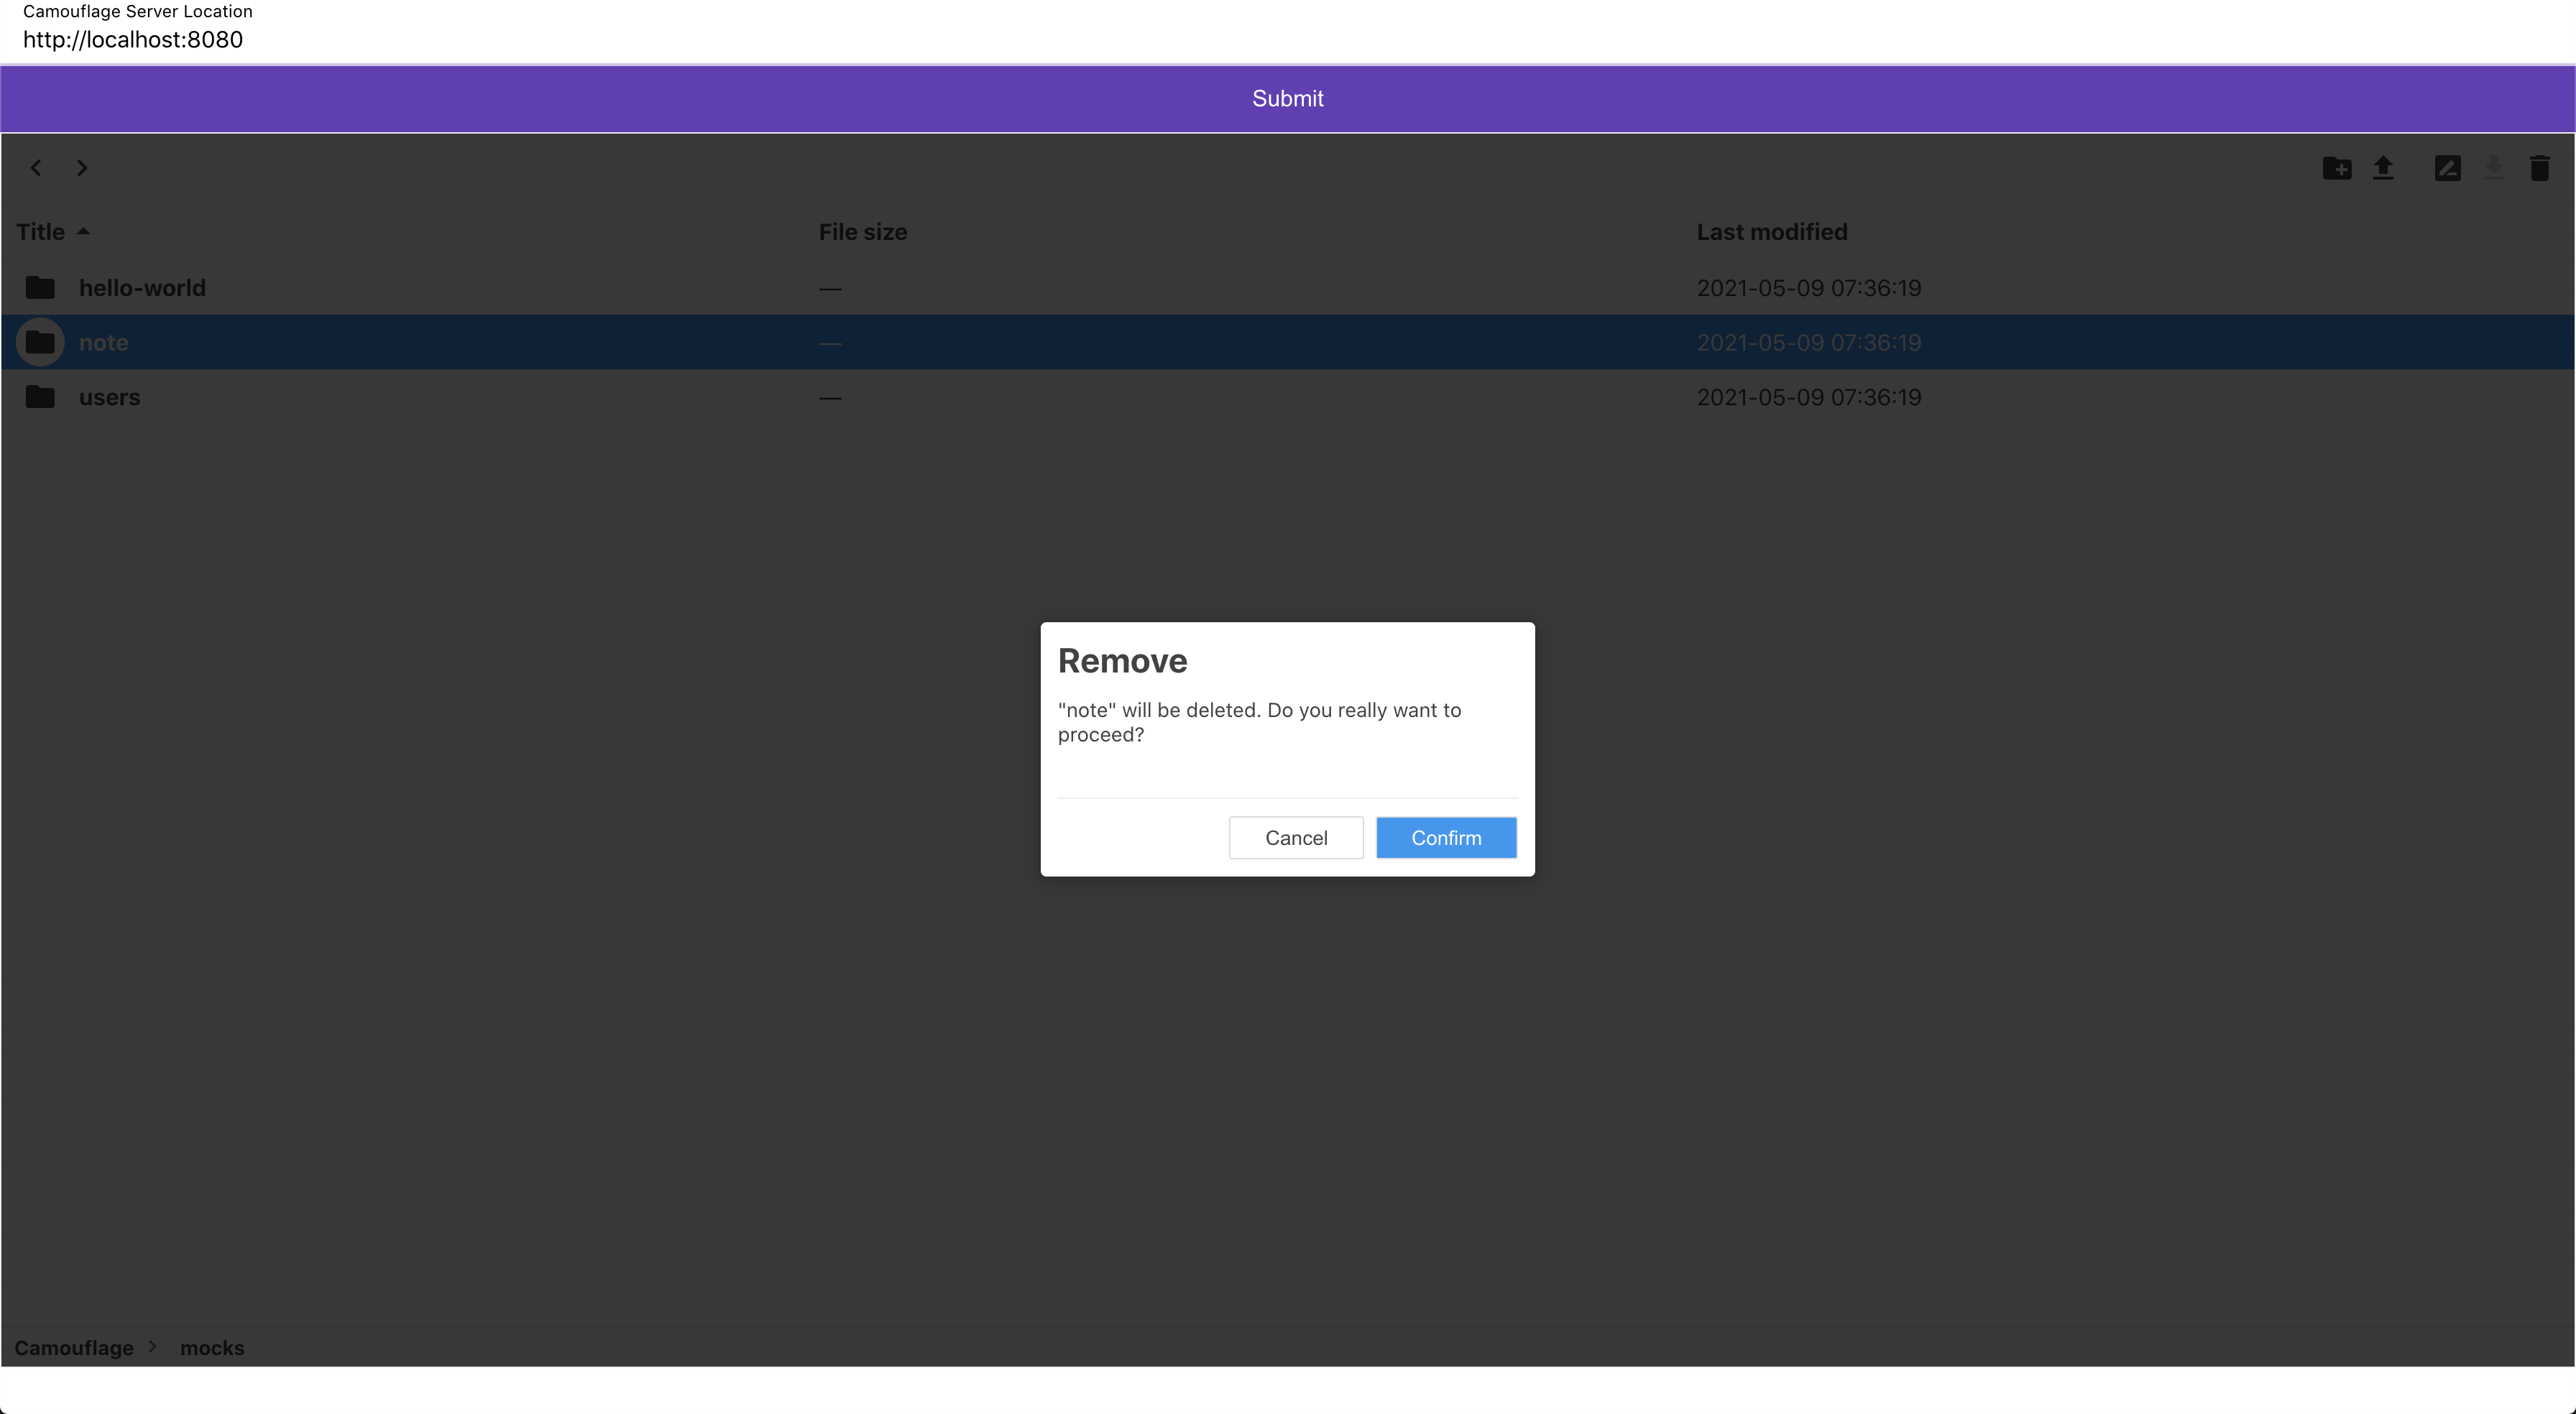 Camouflage Server Location
http://localhost:8080
Submit
Title File size Last modified
hello-world — 2021-05-09 07:36:19
note — 2021-05-09 07:36:19
users — 2021-05-09 07:36:19
Remove
"note" will be deleted. Do you really want to
proceed?
Cancel Confirm
Camouflage > mocks